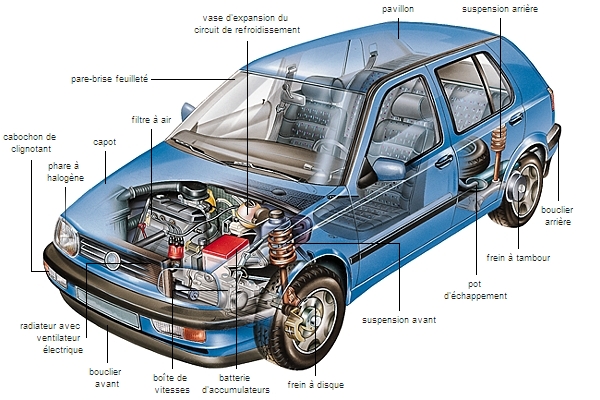 vase d'expansion du
circuit de refroidissement
pavillon
suspension arrière
pare-brise feuilleté
filtre à air
cabochon de
clignotant
capot
phare à
halogène
bouclier
arrière
frein à tambour
pot
d'échappement
suspension avant
radiateur avec
ventilateur
électrique
bouclier
avant
boîte de
vitesses
batterie
d'accumulateurs
frein à disque